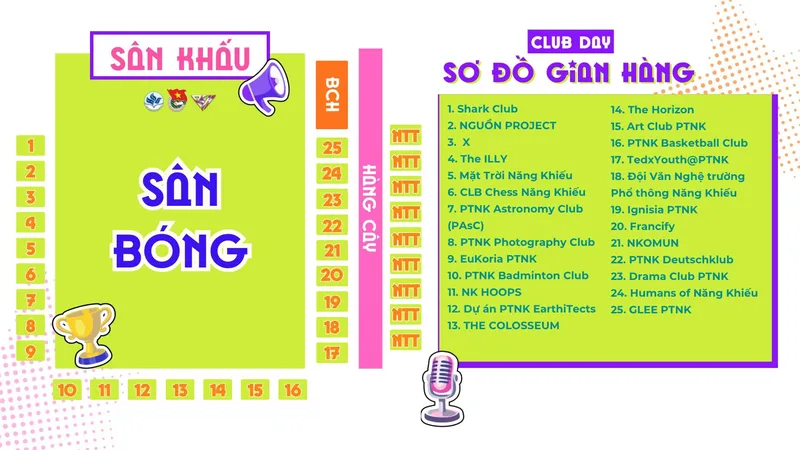 SÂN KHẤU
SÂN
BÓNG
1
2
3
4
5
6
7
8
9
10 11 12 13 14 15 16
BCH
25
24
23
22
21
20
19
18
17
HÀNG CÂY
NTT
NTT
NTT
NTT
NTT
NTT
NTT
NTT
NTT
CLUB DAY
SƠ ĐỒ GIAN HÀNG
1. Shark Club
2. NGUỒN PROJECT
3. X
4. The ILLY
5. Mặt Trời Năng Khiếu
6. CLB Chess Năng Khiếu
7. PTNK Astronomy Club
(PAsC)
8. PTNK Photography Club
9. EuKoria PTNK
10. PTNK Badminton Club
11. NK HOOPS
12. Dự án PTNK EarthiTects
13. THE COLOSSEUM
14. The Horizon
15. Art Club PTNK
16. PTNK Basketball Club
17. TedxYouth@PTNK
18. Đội Văn Nghệ trường
Phổ thông Năng Khiếu
19. Ignisia PTNK
20. Francify
21. NKOMUN
22. PTNK Deutschklub
23. Drama Club PTNK
24. Humans of Năng Khiếu
25. GLEE PTNK